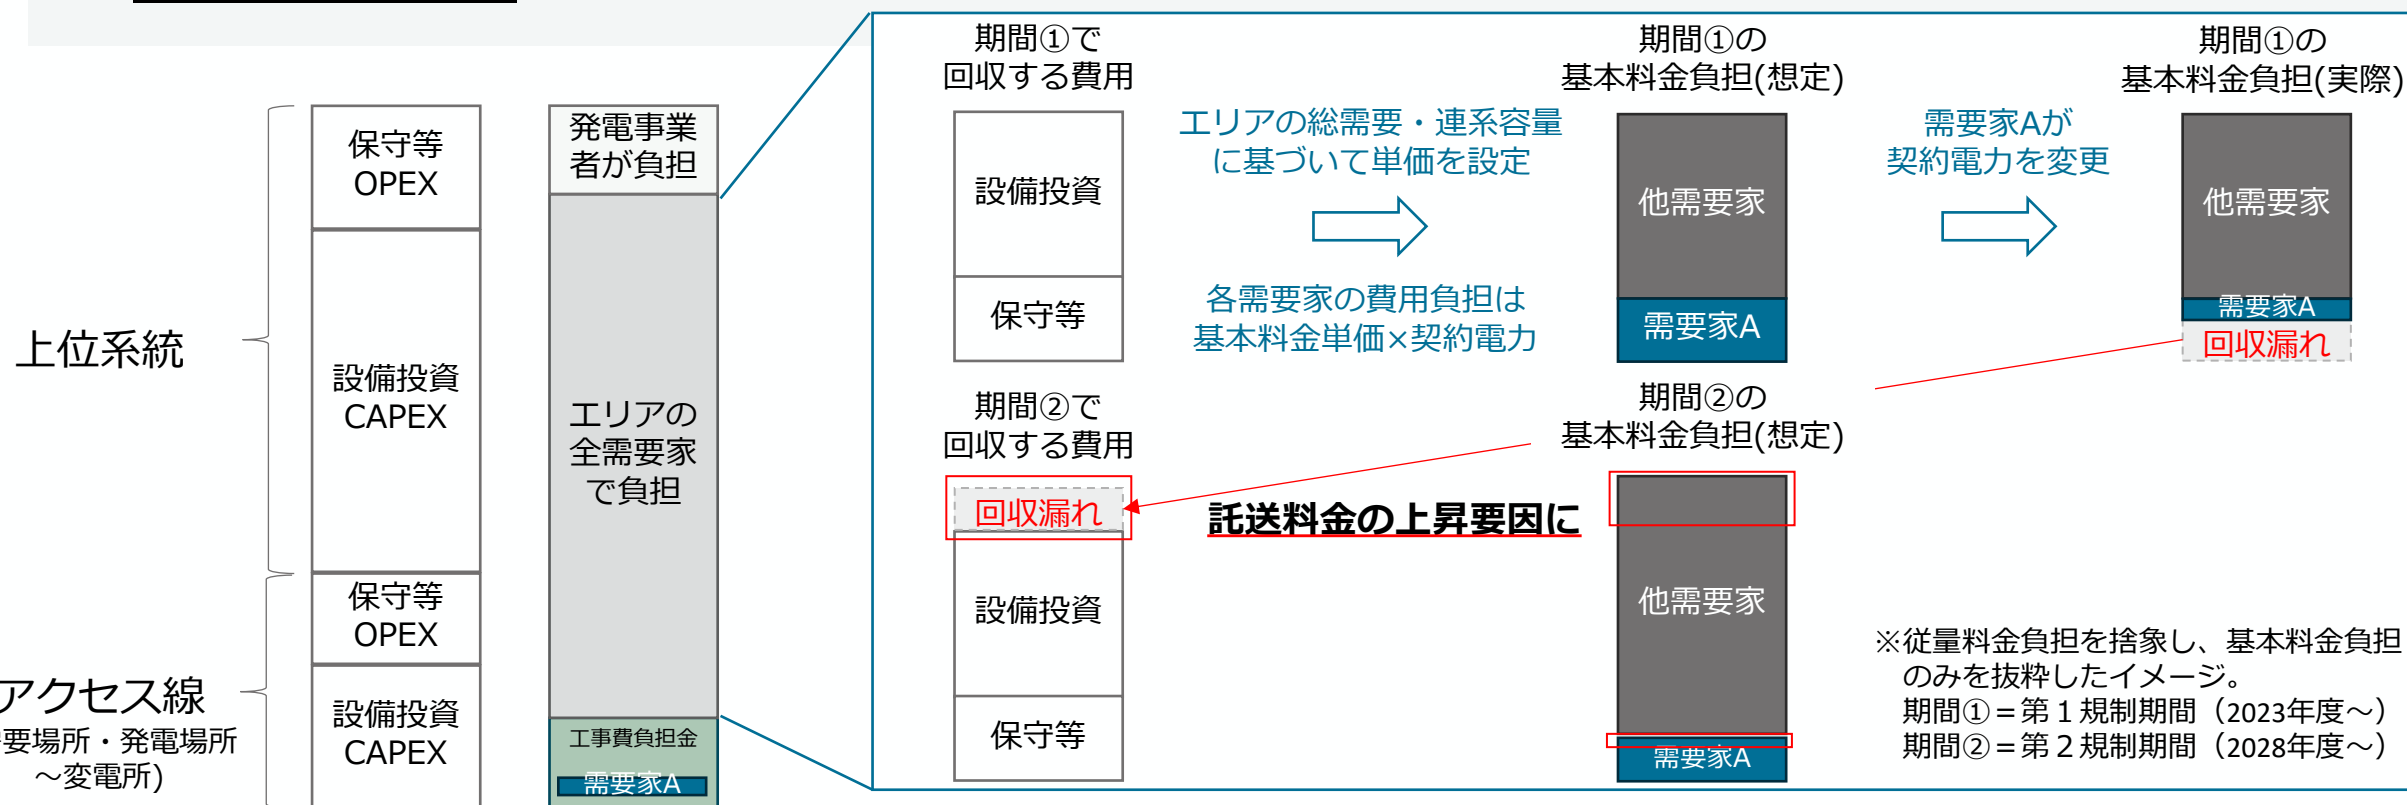 上位系統
アクセス線
要場所・発電場所
～変電所)
保守等
OPEX
設備投資
CAPEX
保守等
OPEX
設備投資
CAPEX
発電事業
者が負担
エリアの
全需要家
で負担
工事費負担金
需要家A
期間①で
回収する費用
設備投資
保守等
エリアの総需要・連系容量
に基づいて単価を設定
各需要家の費用負担は
基本料金単価×契約電力
期間①の
基本料金負担(想定)
他需要家
需要家A
需要家Aが
契約電力を変更
期間①の
基本料金負担(実際)
他需要家
需要家A
回収漏れ
期間②で
回収する費用
回収漏れ
設備投資
保守等
託送料金の上昇要因に
期間②の
基本料金負担(想定)
他需要家
需要家A
※従量料金負担を捨象し、基本料金負担
のみを抜粋したイメージ。
期間①＝第１規制期間（2023年度～）
期間②＝第２規制期間（2028年度～）